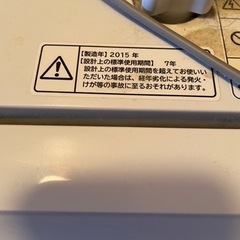 【製造年】2015 年
【設計上の標準使用期間】 7年
設計上の標準使用期間を超えてお使い
いただいた場合は、経年劣化による発火・
けが等の事故に至るおそれがあります。